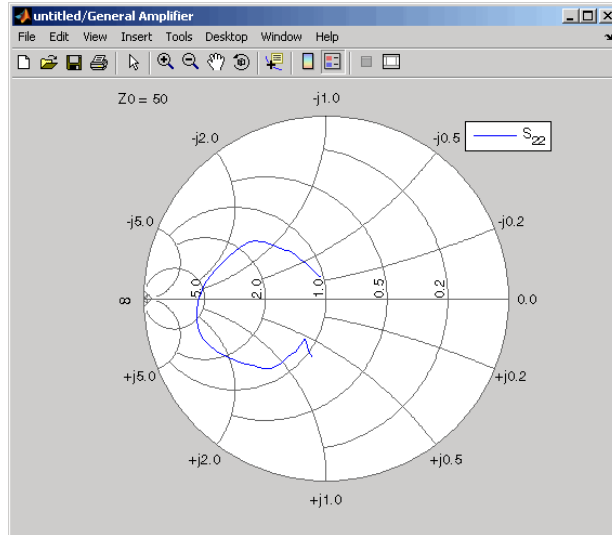 untitled/General Amplifier
File Edit View Insert Tools Desktop Window Help
Z0 = 50
-j1.0
-j2.0
-j0.5
S22
-j5.0
-j0.2
∞
5.0
2.0
1.0
0.5
0.2
0.0
+j5.0
+j0.2
+j2.0
+j0.5
+j1.0